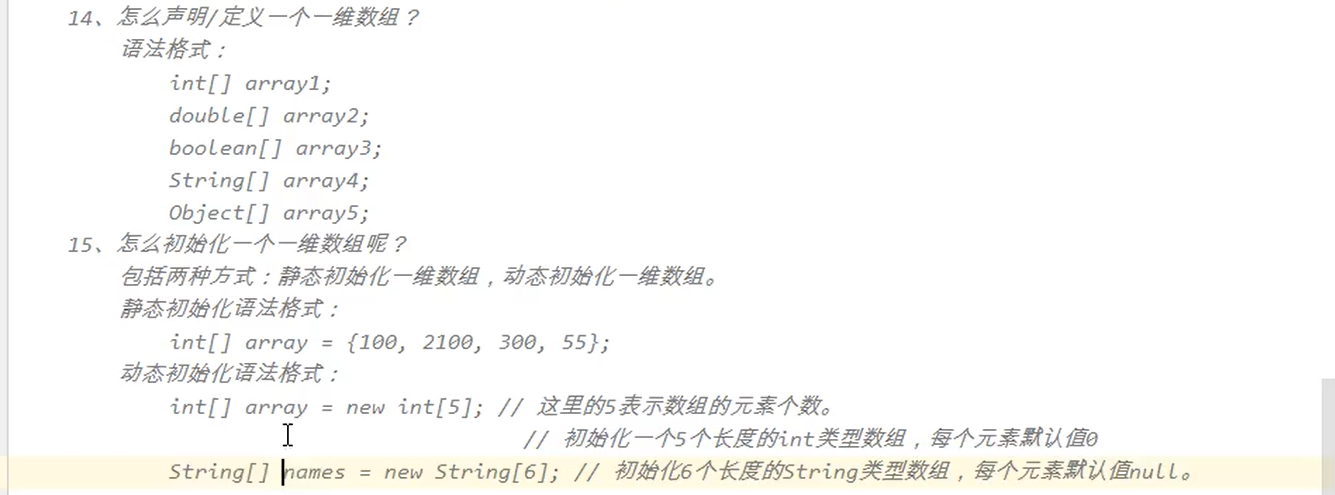 14、怎么声明/定义一个一维数组？
语法格式：
int[] array1;
double[] array2;
boolean[] array3;
String[] array4;
Object[] array5;
15、怎么初始化一个一维数组呢？
包括两种方式：静态初始化一维数组，动态初始化一维数组。
静态初始化语法格式：
int[] array = {100, 2100, 300, 55};
动态初始化语法格式：
int[] array = new int[5]; // 这里的5表示数组的元素个数。
// 初始化一个5个长度的int类型数组，每个元素默认值0
String[] names = new String[6]; // 初始化6个长度的String类型数组，每个元素默认值null。